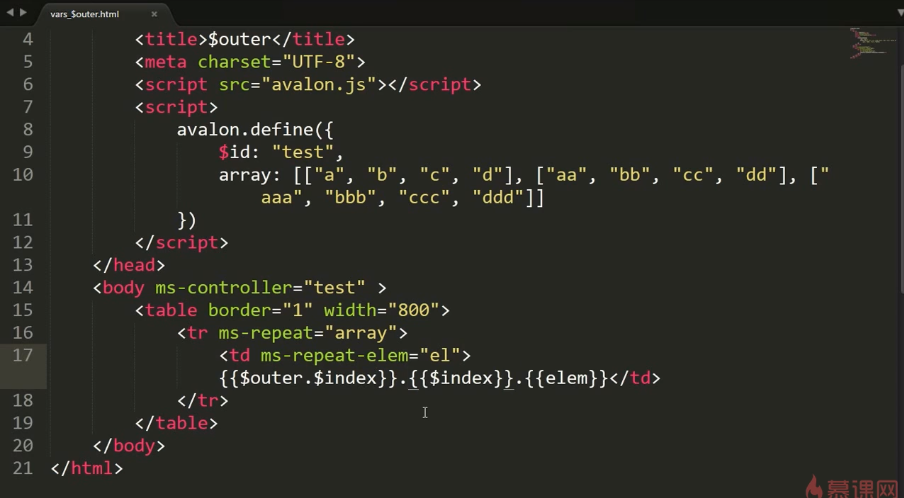 vars_$outer.html
4 <title>$outer</title>
5 <meta charset="UTF-8">
6 <script src="avalon.js"></script>
7 <script>
8 avalon.define({
9 $id: "test",
10 array: [["a", "b", "c", "d"], ["aa", "bb", "cc", "dd"], ["
aaa", "bbb", "ccc", "ddd"]]
11 })
12 </script>
13 </head>
14 <body ms-controller="test" >
15 <table border="1" width="800">
16 <tr ms-repeat="array">
17 <td ms-repeat-elem="el">
{{$outer.$index}}.{{$index}}.{{elem}}</td>
18 </tr>
19 </table>
20 </body>
21 </html>
慕课网